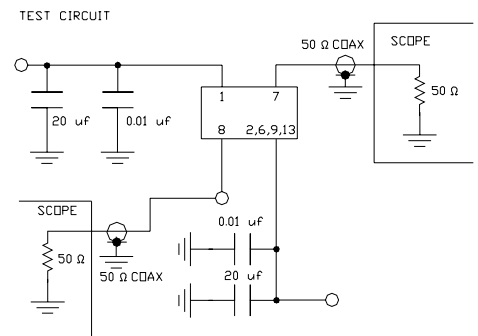 TEST CIRCUIT
50 Ω COAX
SCOPE
50 Ω
1
7
20 uf
0.01 uf
8
2,6,9,13
SCOPE
50 Ω
50 Ω COAX
0.01 uf
20 uf